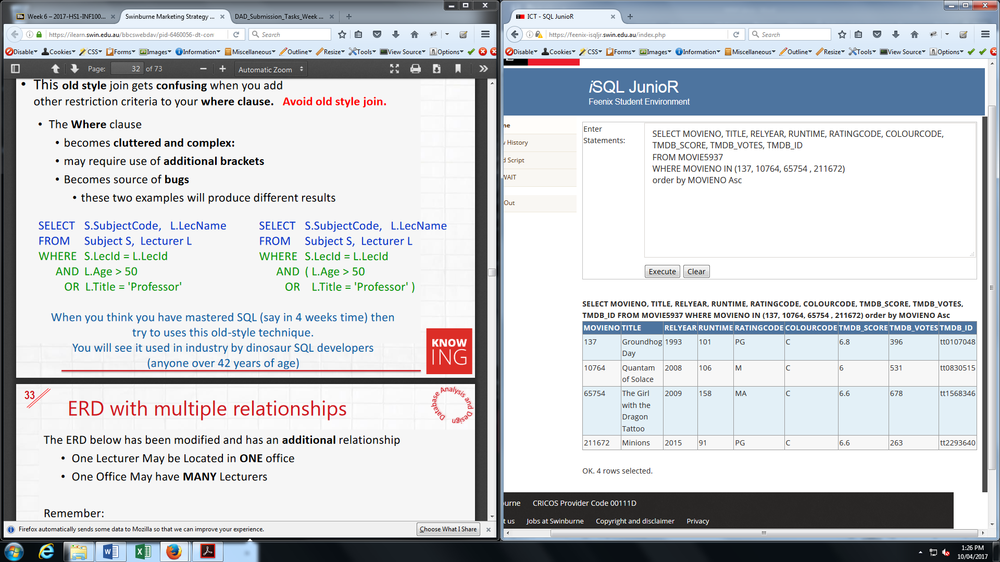 Week 6 – 2017-HS1-INF100...
Swinburne Marketing Strategy ...
DAD_Submission_Tasks_Week ...
https://ilearn.swin.edu.au/bbcswebdav/pid-6460056-dt-con
Search
Disable Cookies CSS Forms Images Information Miscellaneous Outline Resize Tools View Source Options
Page: 32 of 73
Automatic Zoom
• This old style join gets confusing when you add
other restriction criteria to your where clause. Avoid old style join.
• The Where clause
• becomes cluttered and complex:
• may require use of additional brackets
• Becomes source of bugs
• these two examples will produce different results
SELECT S.SubjectCode, L.LecName
FROM Subject S, Lecturer L
WHERE S.LecId = L.LecId
AND L.Age > 50
OR L.Title = 'Professor'
SELECT S.SubjectCode, L.LecName
FROM Subject S, Lecturer L
WHERE S.LecId = L.LecId
AND ( L.Age > 50
OR L.Title = 'Professor' )
When you think you have mastered SQL (say in 4 weeks time) then
try to uses this old-style technique.
You will see it used in industry by dinosaur SQL developers
(anyone over 42 years of age)
KNOW
ING
33
ERD with multiple relationships
Database Analysis and Design
The ERD below has been modified and has an additional relationship
• One Lecturer May be Located in ONE office
• One Office May have MANY Lecturers
Remember:
Firefox automatically sends some data to Mozilla so that we can improve your experience.
Choose What I Share
ICT - SQL JunioR
https://feenix-isqljr.swin.edu.au/index.php
Search
Disable Cookies CSS Forms Images Information Miscellaneous Outline Resize Tools View Source Options
iSQL JunioR
Feenix Student Environment
ne
w History
d Script
WAIT
Out
Enter
Statements:
SELECT MOVIENO, TITLE, RELYEAR, RUNTIME, RATINGCODE, COLOURCODE,
TMDB_SCORE, TMDB_VOTES, TMDB_ID
FROM MOVIE5937
WHERE MOVIENO IN (137, 10764, 65754 , 211672)
order by MOVIENO Asc
Execute Clear
SELECT MOVIENO, TITLE, RELYEAR, RUNTIME, RATINGCODE, COLOURCODE, TMDB_SCORE, TMDB_VOTES,
TMDB_ID FROM MOVIE5937 WHERE MOVIENO IN (137, 10764, 65754 , 211672) order by MOVIENO Asc
MOVIENO TITLE RELYEAR RUNTIME RATINGCODE COLOURCODE TMDB_SCORE TMDB_VOTES TMDB_ID
137 Groundhog 1993 101 PG C 6.8 396 tt0107048
Day
10764 Quantam 2008 106 M C 6 531 tt0830515
of Solace
65754 The Girl 2009 158 MA C 6.6 678 tt1568346
with the
Dragon
Tattoo
211672 Minions 2015 91 PG C 6.6 263 tt2293640
OK. 4 rows selected.
urne CRICOS Provider Code 00111D
t us Jobs at Swinburne Copyright and disclaimer Privacy
1:26 PM
10/04/2017